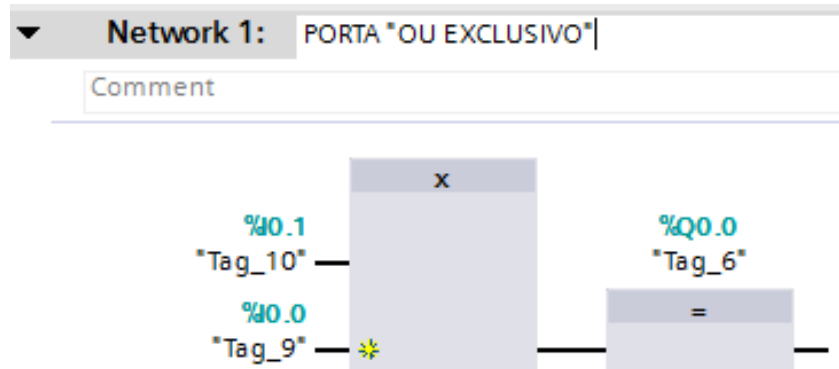 Network 1: PORTA "OU EXCLUSIVO"
Comment
x
%I0.1
"Tag_10"
%Q0.0
"Tag_6"
%I0.0
"Tag_9"
=